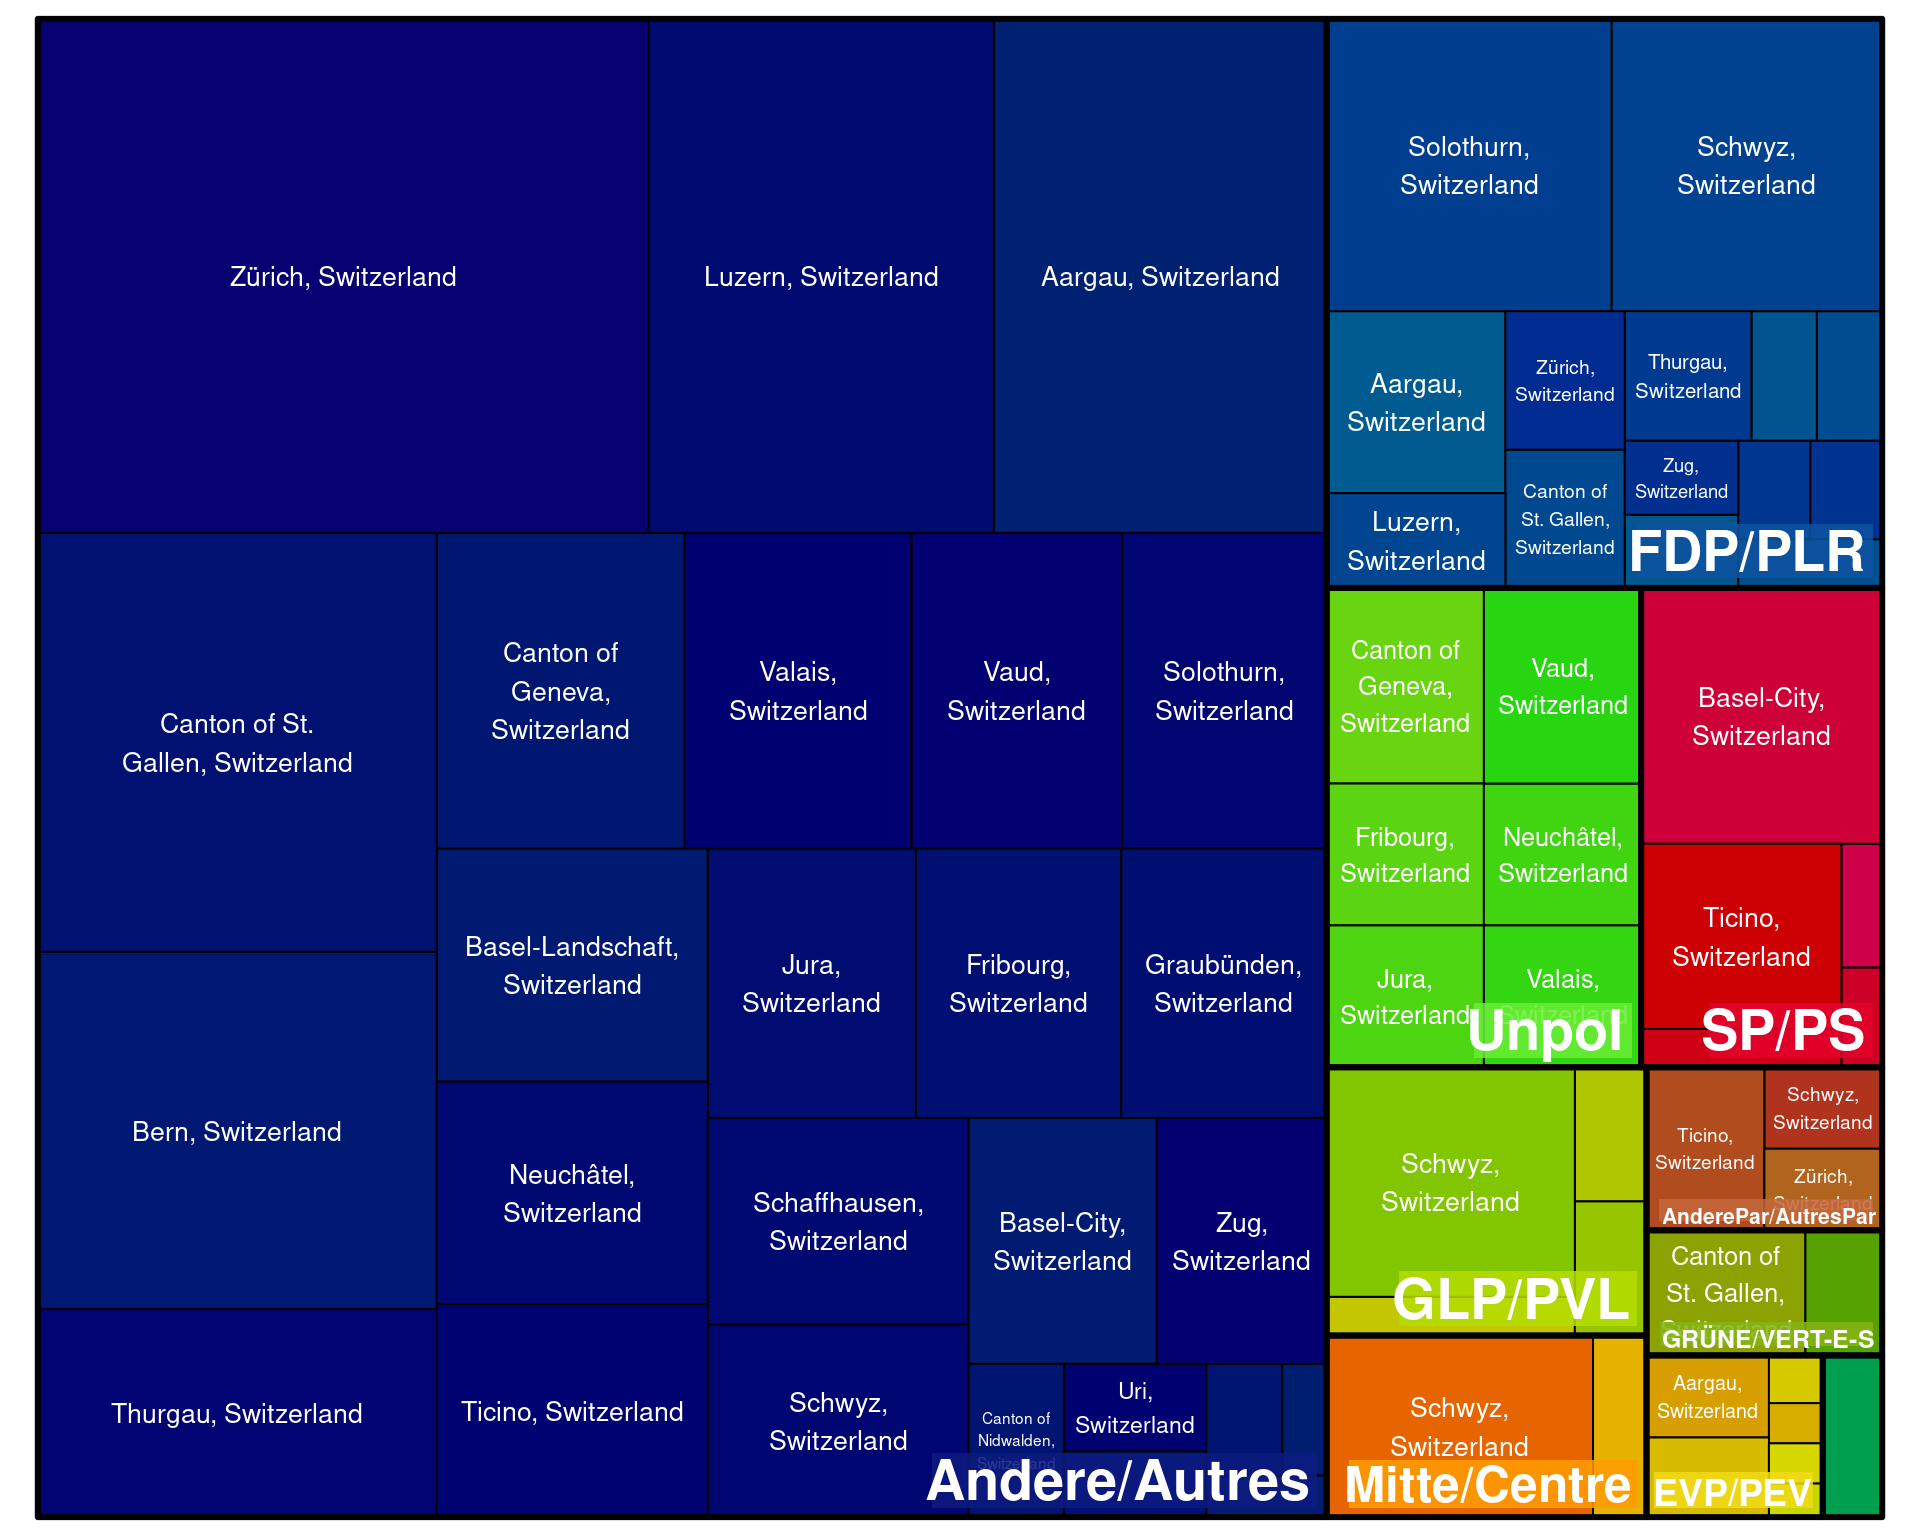 Zürich, Switzerland
Luzern, Switzerland
Aargau, Switzerland
Canton of St.
Gallen, Switzerland
Canton of
Geneva,
Switzerland
Valais,
Switzerland
Vaud,
Switzerland
Solothurn,
Switzerland
Bern, Switzerland
Basel-Landschaft,
Switzerland
Jura,
Switzerland
Fribourg,
Switzerland
Graubünden,
Switzerland
Neuchâtel,
Switzerland
Schaffhausen,
Switzerland
Basel-City,
Switzerland
Zug,
Switzerland
Thurgau, Switzerland
Ticino, Switzerland
Schwyz,
Switzerland
Canton of
Nidwalden,
Switzerland
Uri,
Switzerland
Andere/Autres
Solothurn,
Switzerland
Schwyz,
Switzerland
Aargau,
Switzerland
Zürich,
Switzerland
Thurgau,
Switzerland
Luzern,
Switzerland
Canton of
St. Gallen,
Switzerland
Zug,
Switzerland
FDP/PLR
Canton of
Geneva,
Switzerland
Vaud,
Switzerland
Fribourg,
Switzerland
Neuchâtel,
Switzerland
Jura,
Switzerland
Valais,
Switzerland
Unpol
Basel-City,
Switzerland
Ticino,
Switzerland
SP/PS
Schwyz,
Switzerland
GLP/PVL
Ticino,
Switzerland
Schwyz,
Switzerland
Zürich,
Switzerland
AnderePar/AutresPar
Canton of
St. Gallen,
Switzerland
GRÜNE/VERT-E-S
Schwyz,
Switzerland
Mitte/Centre
Aargau,
Switzerland
EVP/PEV